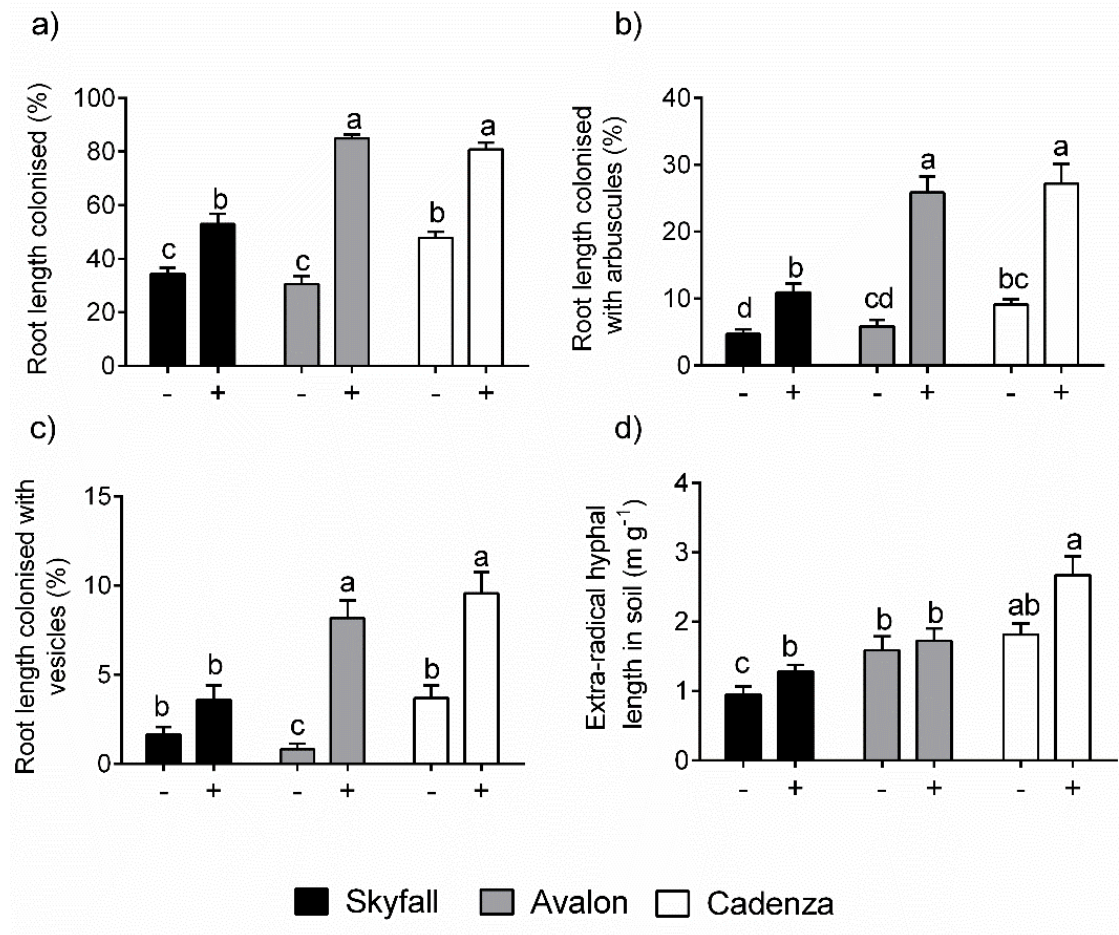 a)
Root length colonised (%)
100
80
60
40
20
0
c
b
c
a
b
a
- + - + - +
b)
Root length colonised
with arbuscules (%)
40
30
20
10
0
d
b
cd
a
bc
a
- + - + - +
c)
Root length colonised with
vesicles (%)
15
10
5
0
b
b
c
a
b
a
- + - + - +
d)
Extra-radical hyphal
length in soil (m g⁻¹)
4
3
2
1
0
c
b
b
b
ab
a
- + - + - +
Skyfall Avalon Cadenza